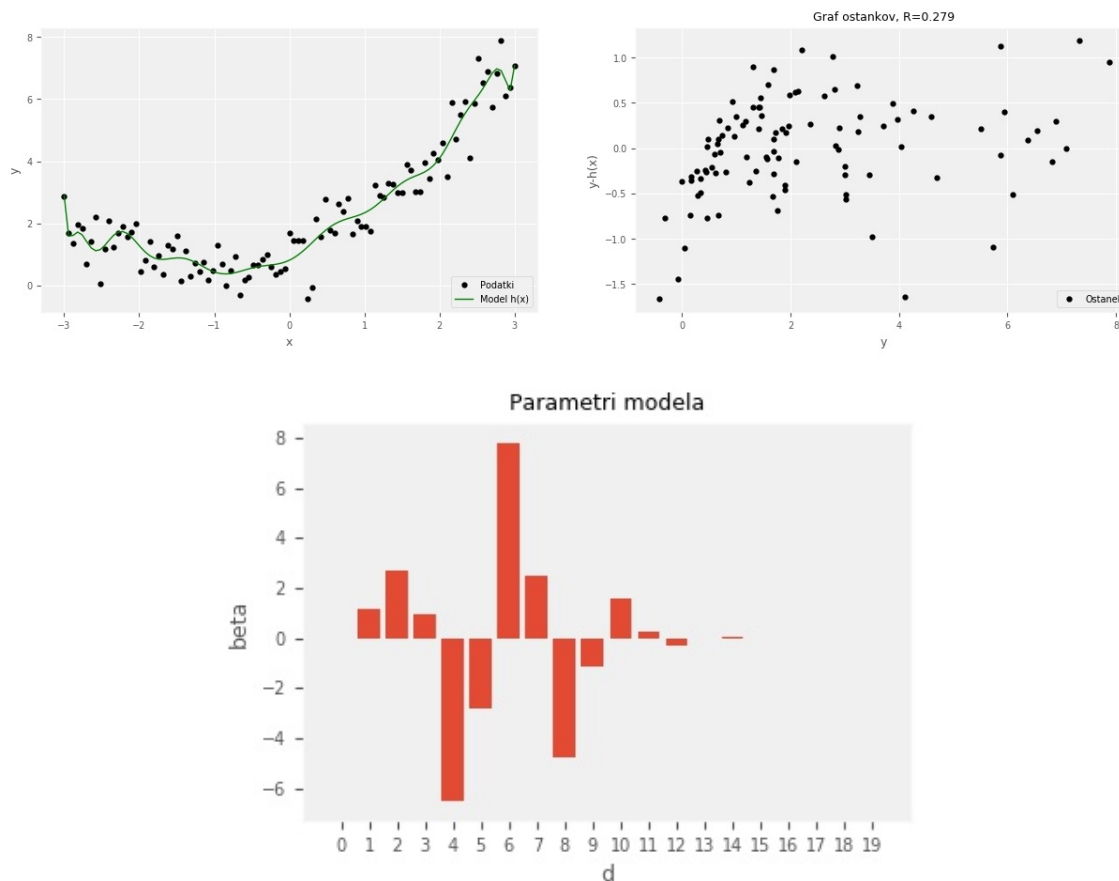 8
6
4
2
0
y
−3
−2
−1
0
1
2
3
x
Podatki
Model h(x)
Graf ostankov, R=0.279
1.0
0.5
0.0
−0.5
−1.0
−1.5
y-h(x)
0
2
4
6
8
y
Ostanek
Parametri modela
8
6
4
2
0
−2
−4
−6
beta
0 1 2 3 4 5 6 7 8 9 10 11 12 13 14 15 16 17 18 19
d